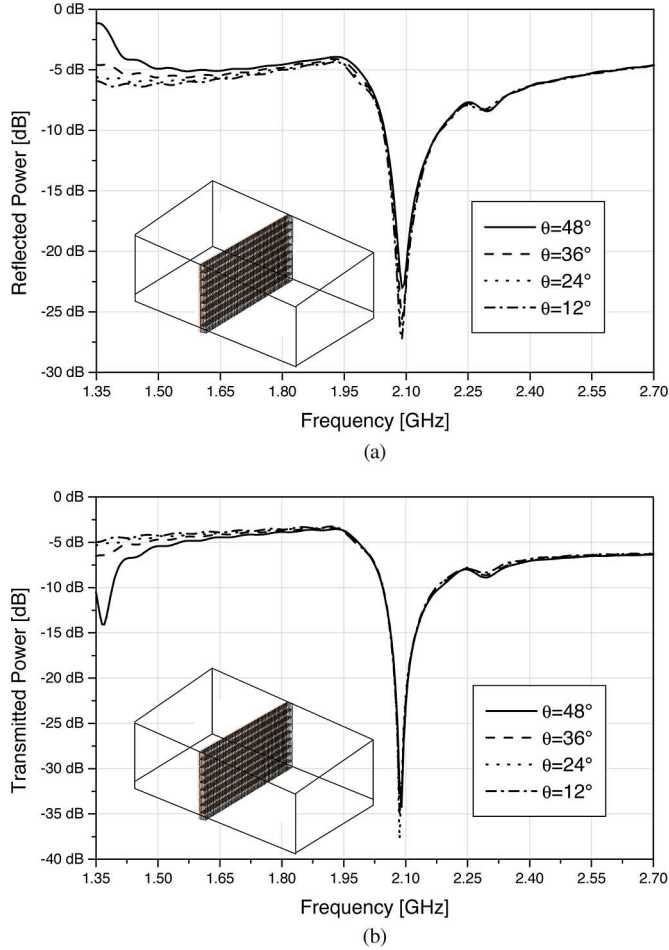 0 dB
-5 dB
-10 dB
-15 dB
-20 dB
-25 dB
-30 dB
Reflected Power [dB]
θ=48°
θ=36°
θ=24°
θ=12°
1.35 1.50 1.65 1.80 1.95 2.10 2.25 2.40 2.55 2.70
Frequency [GHz]
(a)
0 dB
-5 dB
-10 dB
-15 dB
-20 dB
-25 dB
-30 dB
-35 dB
-40 dB
Transmitted Power [dB]
θ=48°
θ=36°
θ=24°
θ=12°
1.35 1.50 1.65 1.80 1.95 2.10 2.25 2.40 2.55 2.70
Frequency [GHz]
(b)